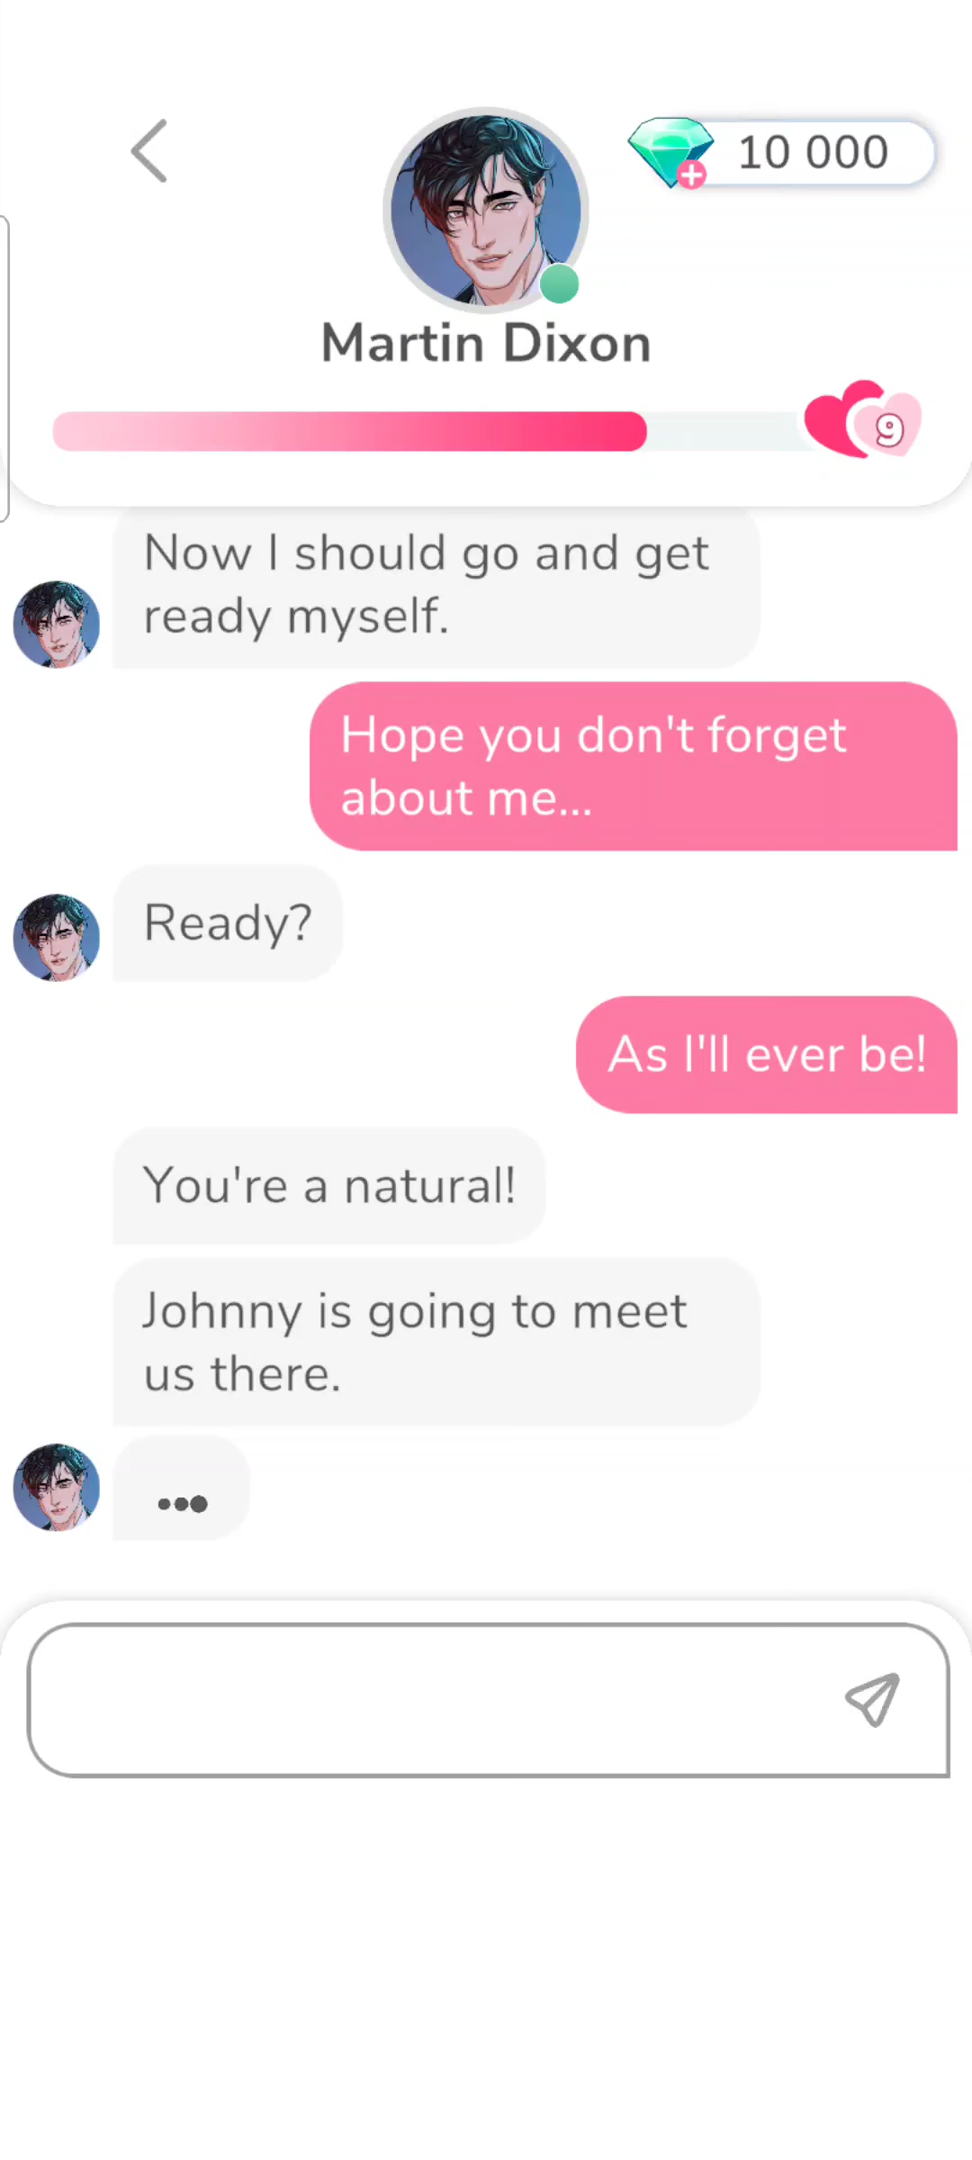 10 000
Martin Dixon
9
Now I should go and get
ready myself.
Hope you don't forget
about me...
Ready?
As I'll ever be!
You're a natural!
Johnny is going to meet
us there.